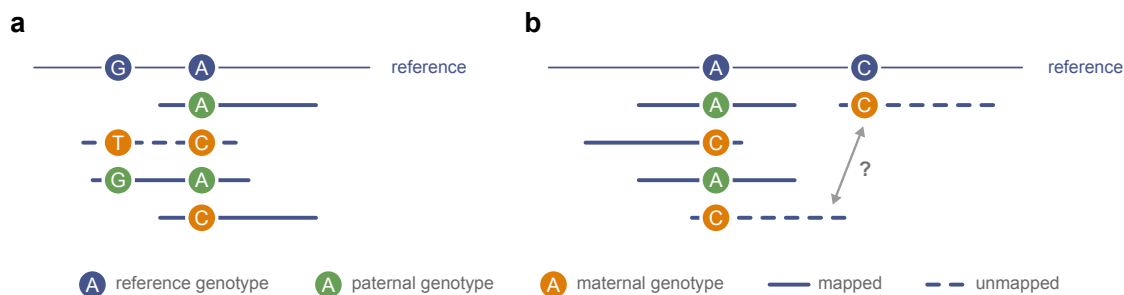 a
b
G A reference
A C reference
A
A C
T C
C
G A
A
C
C
?
A reference genotype A paternal genotype A maternal genotype mapped unmapped